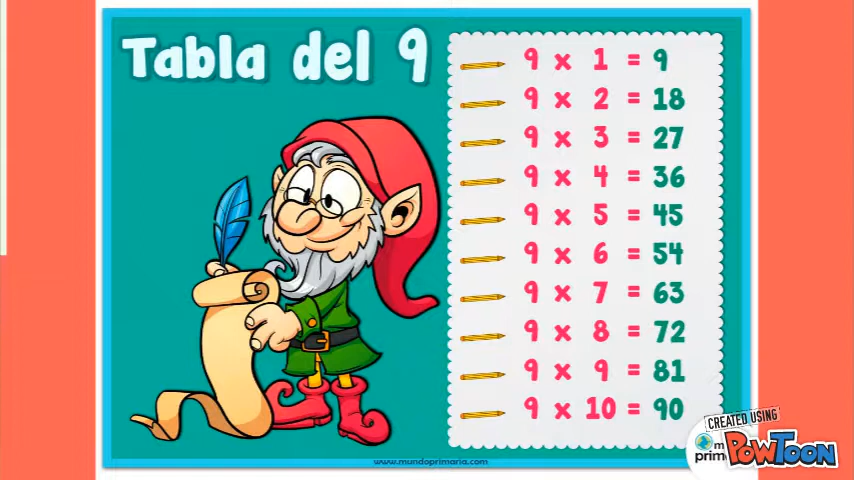 Tabla del 9
9 x 1 = 9
9 x 2 = 18
9 x 3 = 27
9 x 4 = 36
9 x 5 = 45
9 x 6 = 54
9 x 7 = 63
9 x 8 = 72
9 x 9 = 81
9 x 10 = 90
www.mundoprimaria.com
CREATED USING
POWTOON